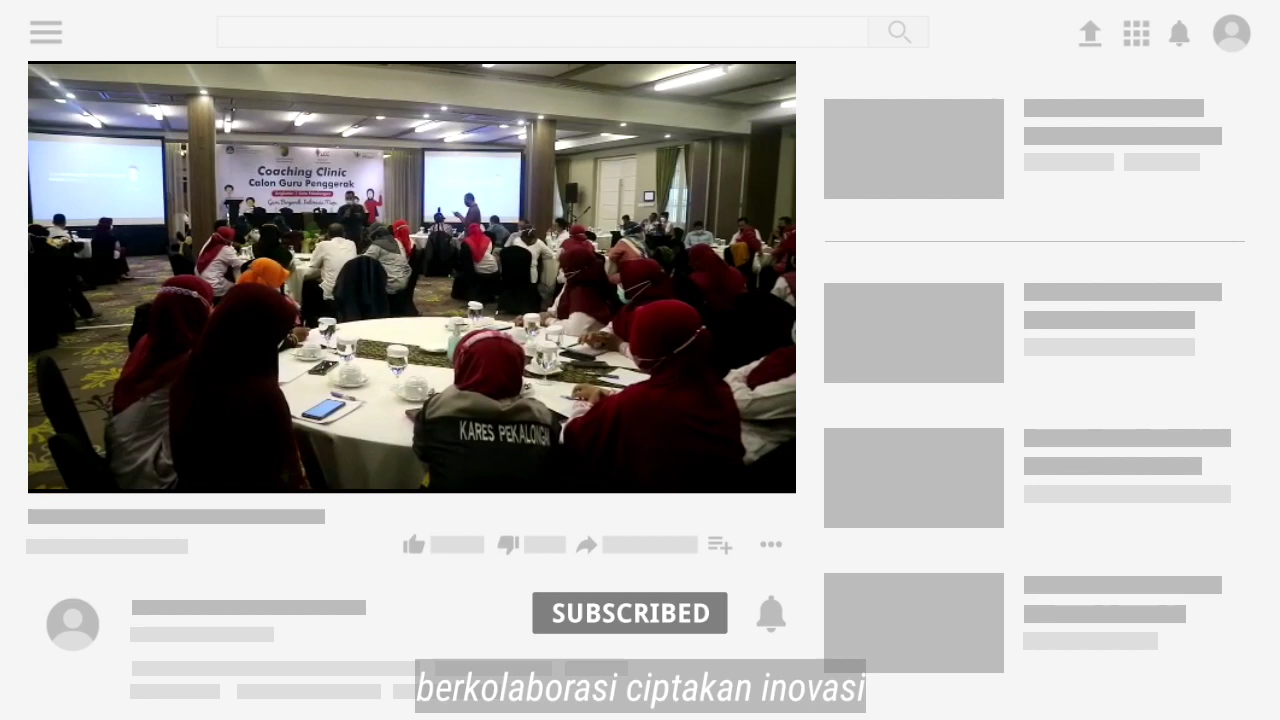 Coaching Clinic
Calon Guru Penggerak
KARES PEKALONGAN
SUBSCRIBED
berkolaborasi ciptakan inovasi